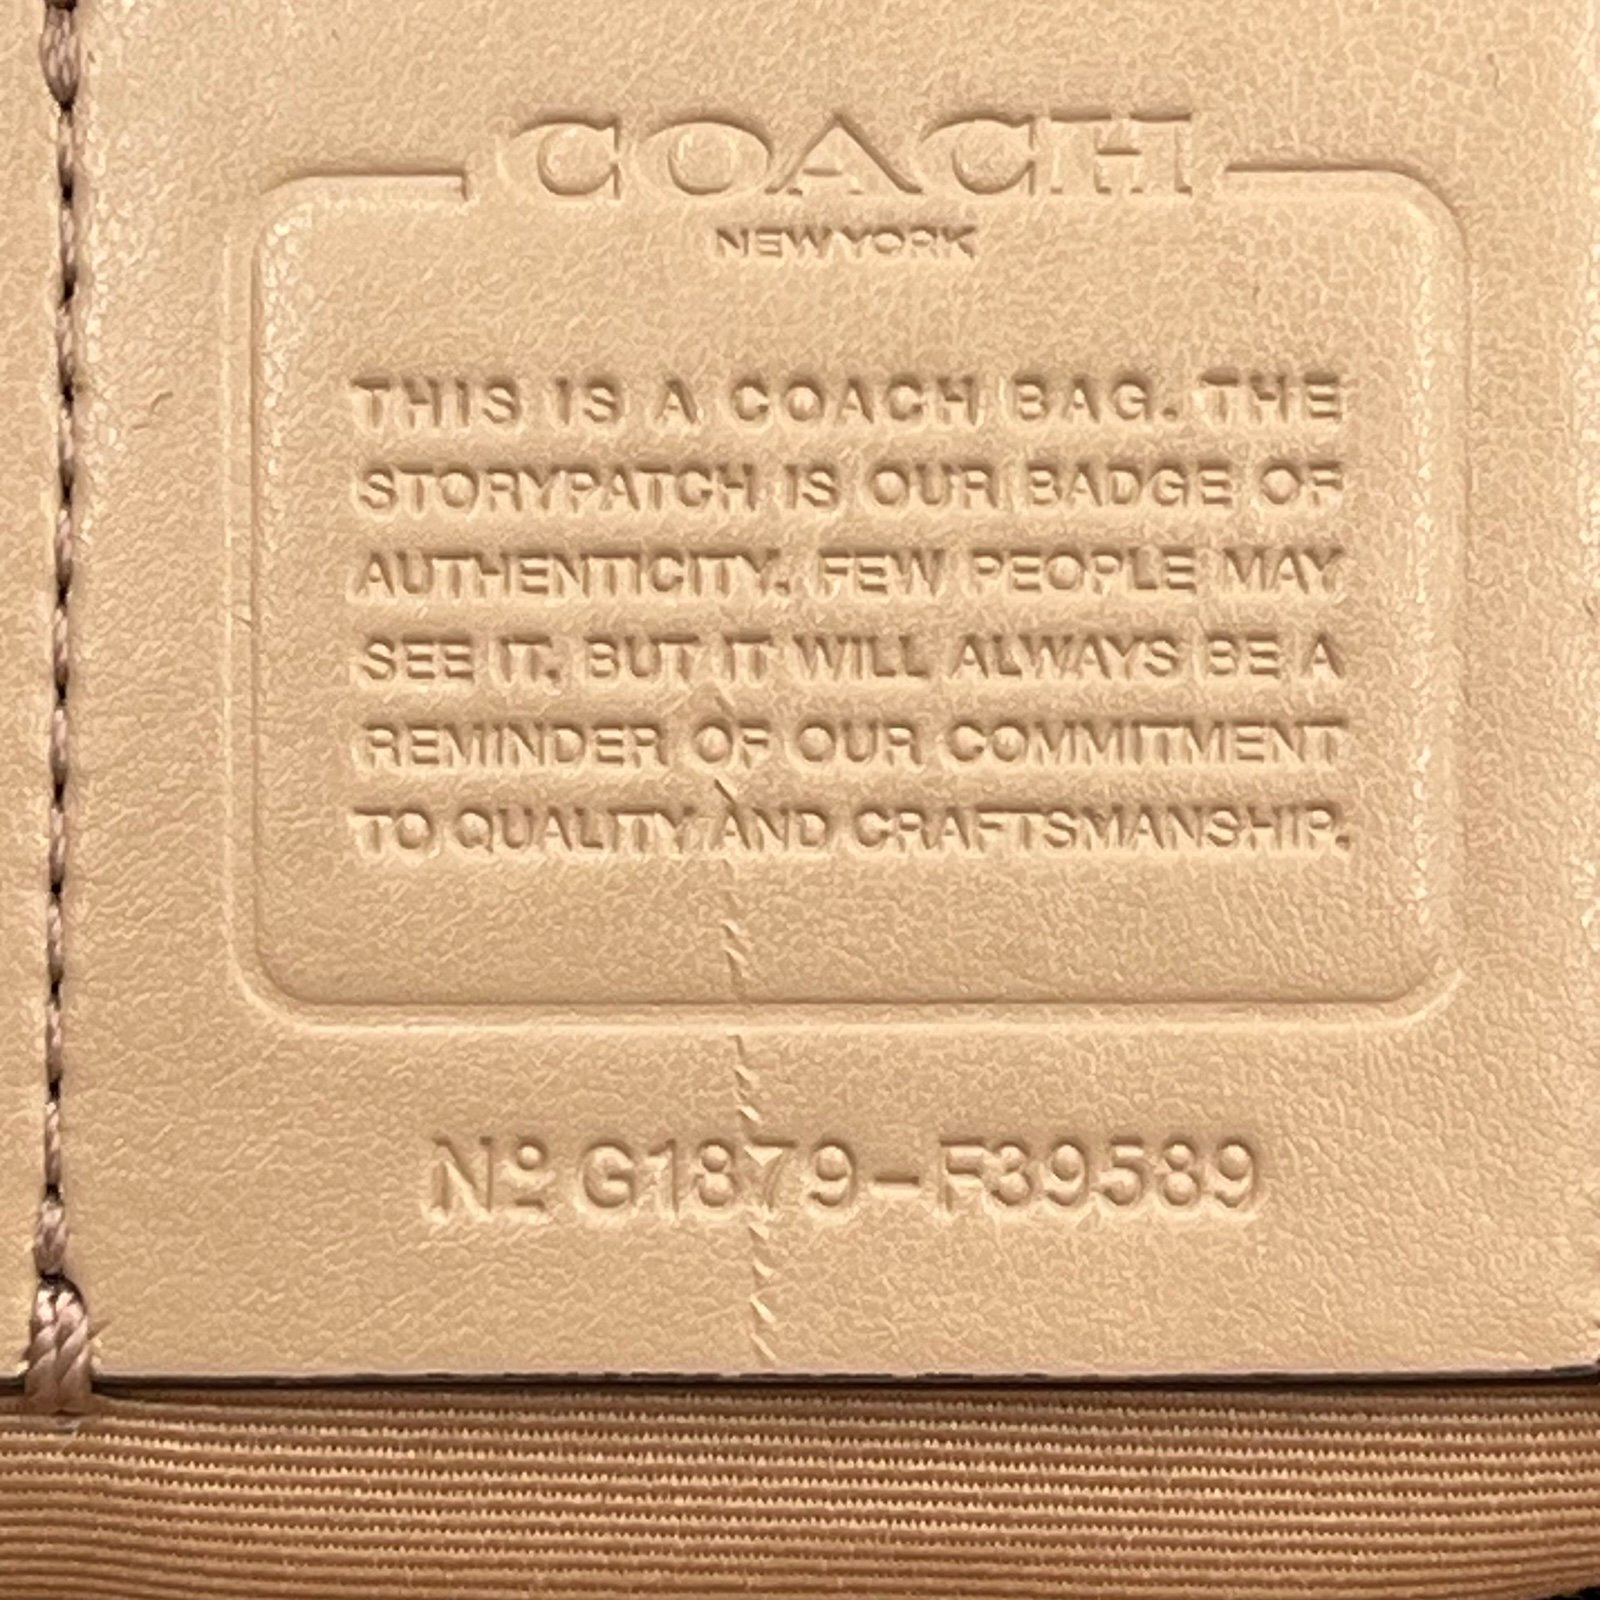 COACH
NEW YORK
THIS IS A COACH BAG. THE
STORYPATCH IS OUR BADGE OF
AUTHENTICITY. FEW PEOPLE MAY
SEE IT, BUT IT WILL ALWAYS BE A
REMINDER OF OUR COMMITMENT
TO QUALITY AND CRAFTSMANSHIP.
Nº G1879-F39589